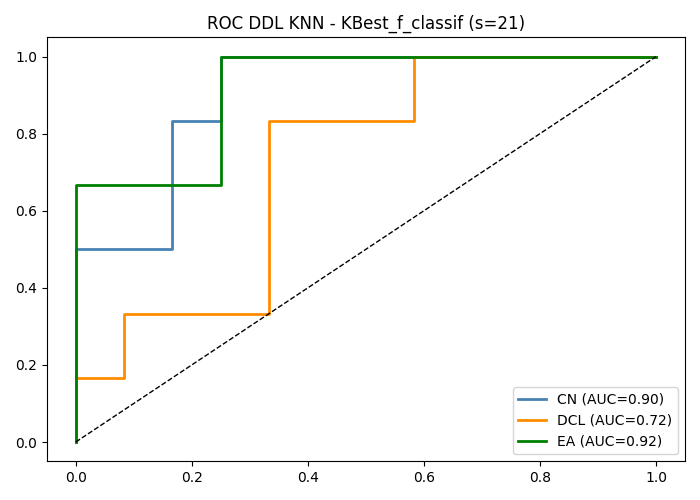 ROC DDL KNN - KBest_f_classif (s=21)
1.0
0.8
0.6
0.4
0.2
0.0
0.0 0.2 0.4 0.6 0.8 1.0
CN (AUC=0.90)
DCL (AUC=0.72)
EA (AUC=0.92)